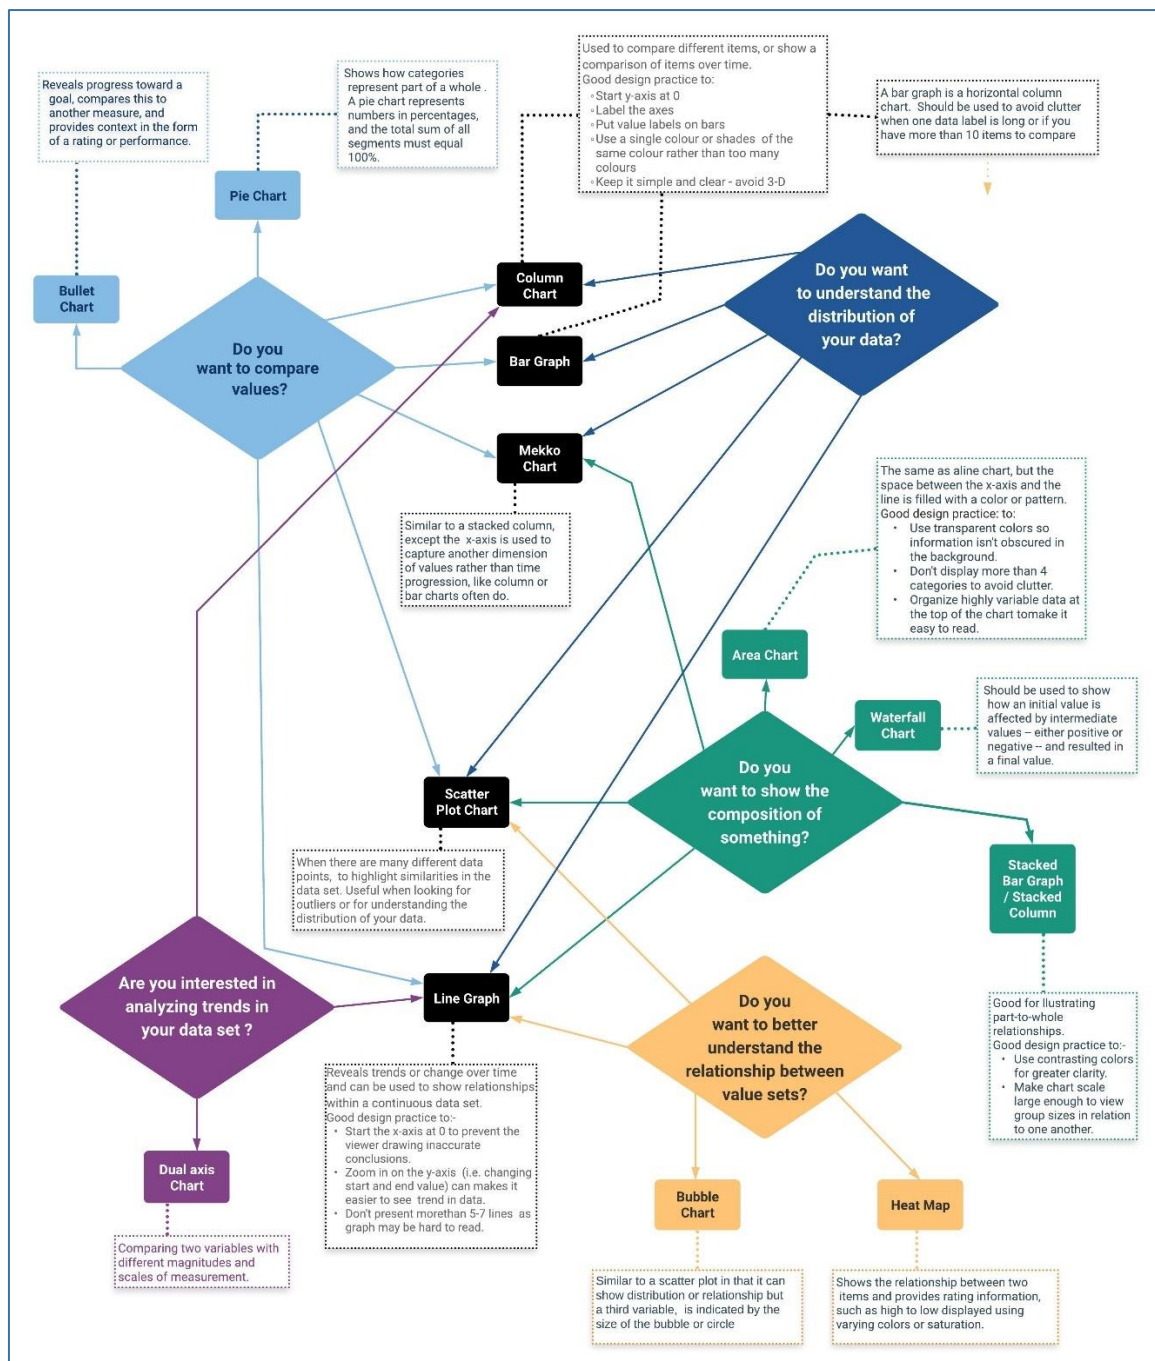 Reveals progress toward a
goal, compares this to
another measure, and
provides context in the form
of a rating or performance.
Shows how categories
represent part of a whole .
A pie chart represents
numbers in percentages,
and the total sum of all
segments must equal
100%.
Used to compare different items, or show a
comparison of items over time.
Good design practice to:
◦Start y-axis at 0
◦Label the axes
◦Put value labels on bars
◦Use a single colour or shades of the
same colour rather than too many
colours
◦Keep it simple and clear - avoid 3-D
A bar graph is a horizontal column
chart. Should be used to avoid clutter
when one data label is long or if you
have more than 10 items to compare
Pie Chart
Bullet
Chart
Column
Chart
Bar Graph
Mekko
Chart
Do you
want to compare
values?
Do you want
to understand the
distribution of
your data?
Similar to a stacked column,
except the x-axis is used to
capture another dimension
of values rather than time
progression, like column or
bar charts often do.
The same as aline chart, but the
space between the x-axis and the
line is filled with a color or pattern.
Good design practice: to:
• Use transparent colors so
information isn't obscured in
the background.
• Don't display more than 4
categories to avoid clutter.
• Organize highly variable data at
the top of the chart tomake it
easy to read.
Area Chart
Waterfall
Chart
Should be used to show
how an initial value is
affected by intermediate
values – either positive or
negative -- and resulted in
a final value.
Do you
want to show the
composition of
something?
Scatter
Plot Chart
When there are many different data
points, to highlight similarities in the
data set. Useful when looking for
outliers or for understanding the
distribution of your data.
Stacked
Bar Graph
/ Stacked
Column
Good for llustrating
part-to-whole
relationships.
Good design practice to:-
• Use contrasting colors
for greater clarity.
• Make chart scale
large enough to view
group sizes in relation
to one another.
Are you interested in
analyzing trends in
your data set ?
Line Graph
Reveals trends or change over time
and can be used to show relationships
within a continuous data set.
Good design practice to:-
• Start the x-axis at 0 to prevent the
viewer drawing inaccurate
conclusions.
• Zoom in on the y-axis (i.e. changing
start and end value) can makes it
easier to see trend in data.
• Don't present morethan 5-7 lines as
graph may be hard to read.
Do you
want to better
understand the
relationship between
value sets?
Dual axis
Chart
Comparing two variables with
different magnitudes and
scales of measurement.
Bubble
Chart
Heat Map
Similar to a scatter plot in that it can
show distribution or relationship but
a third variable, is indicated by the
size of the bubble or circle
Shows the relationship between two
items and provides rating information,
such as high to low displayed using
varying colors or saturation.